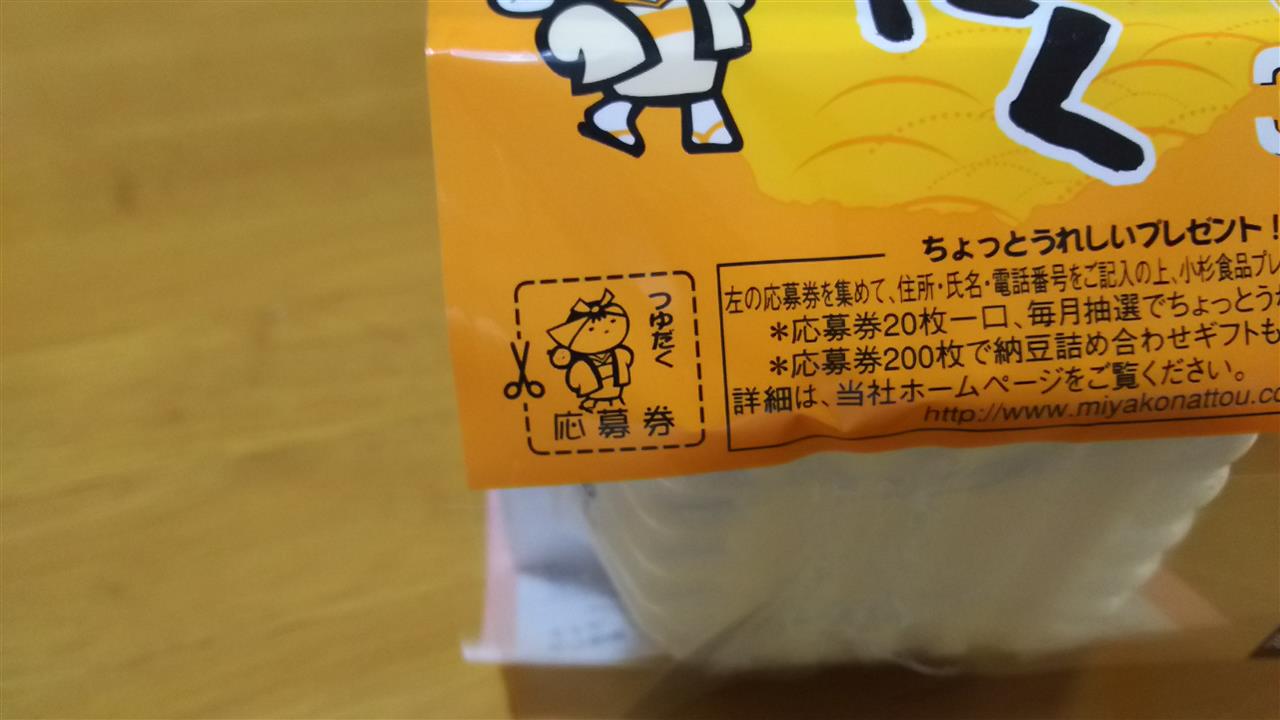 ちょっとうれしいプレゼント！
左の応募券を集めて、住所・氏名・電話番号をご記入の上、小杉食品プレ
＊応募券20枚一口、毎月抽選でちょっとう
＊応募券200枚で納豆詰め合わせギフトも
詳細は、当社ホームページをご覧ください。
http://www.miyakonattou.co
つゆだく
応募券